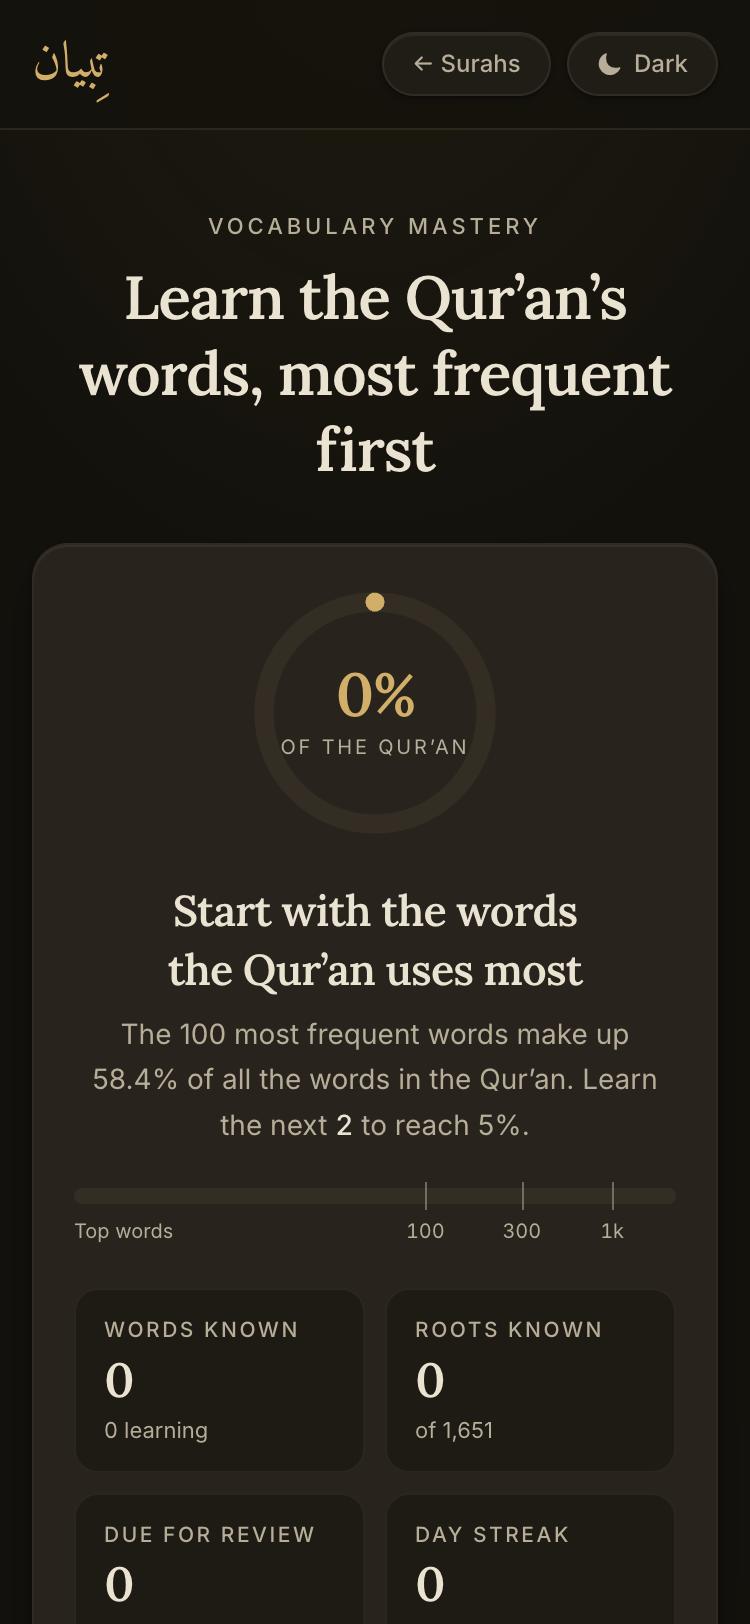 تِبيان
← Surahs
Dark
VOCABULARY MASTERY
Learn the Qur’an’s
words, most frequent
first
0%
OF THE QUR’AN
Start with the words
the Qur’an uses most
The 100 most frequent words make up
58.4% of all the words in the Qur’an. Learn
the next 2 to reach 5%.
Top words 100 300 1k
WORDS KNOWN
0
0 learning
ROOTS KNOWN
0
of 1,651
DUE FOR REVIEW
0
DAY STREAK
0